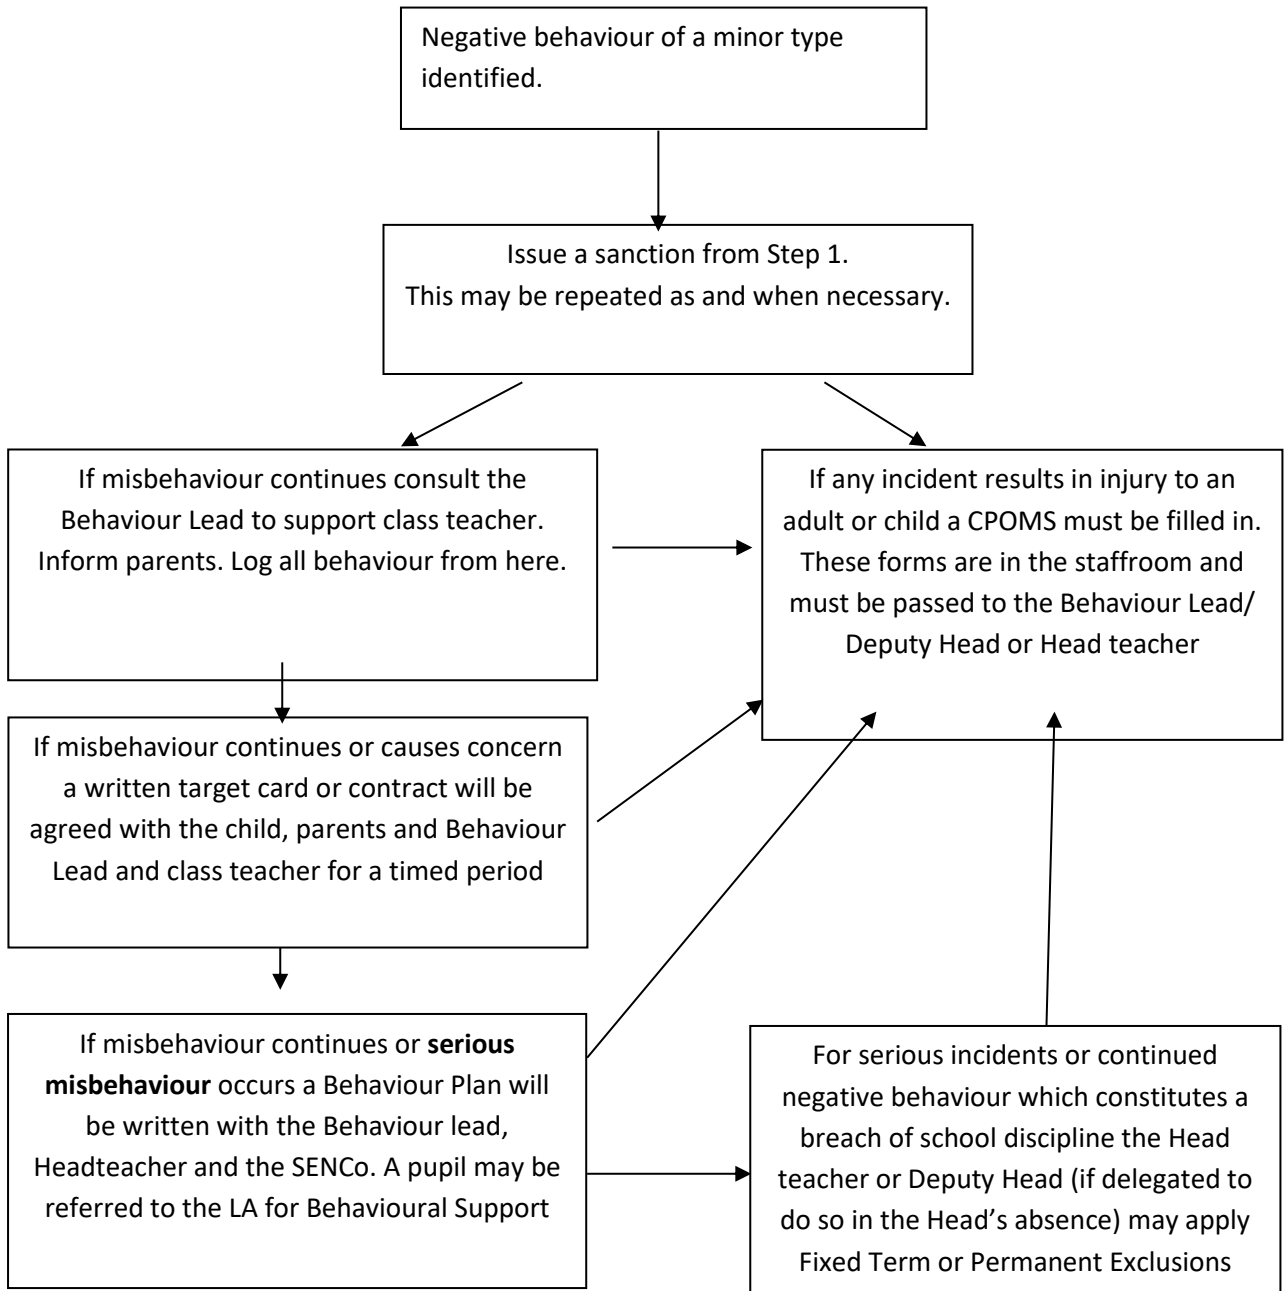 Negative behaviour of a minor type
identified.
Issue a sanction from Step 1.
This may be repeated as and when necessary.
If misbehaviour continues consult the
Behaviour Lead to support class teacher.
Inform parents. Log all behaviour from here.
If any incident results in injury to an
adult or child a CPOMS must be filled in.
These forms are in the staffroom and
must be passed to the Behaviour Lead/
Deputy Head or Head teacher
If misbehaviour continues or causes concern
a written target card or contract will be
agreed with the child, parents and Behaviour
Lead and class teacher for a timed period
If misbehaviour continues or serious
misbehaviour occurs a Behaviour Plan will
be written with the Behaviour lead,
Headteacher and the SENCo. A pupil may be
referred to the LA for Behavioural Support
For serious incidents or continued
negative behaviour which constitutes a
breach of school discipline the Head
teacher or Deputy Head (if delegated to
do so in the Head’s absence) may apply
Fixed Term or Permanent Exclusions